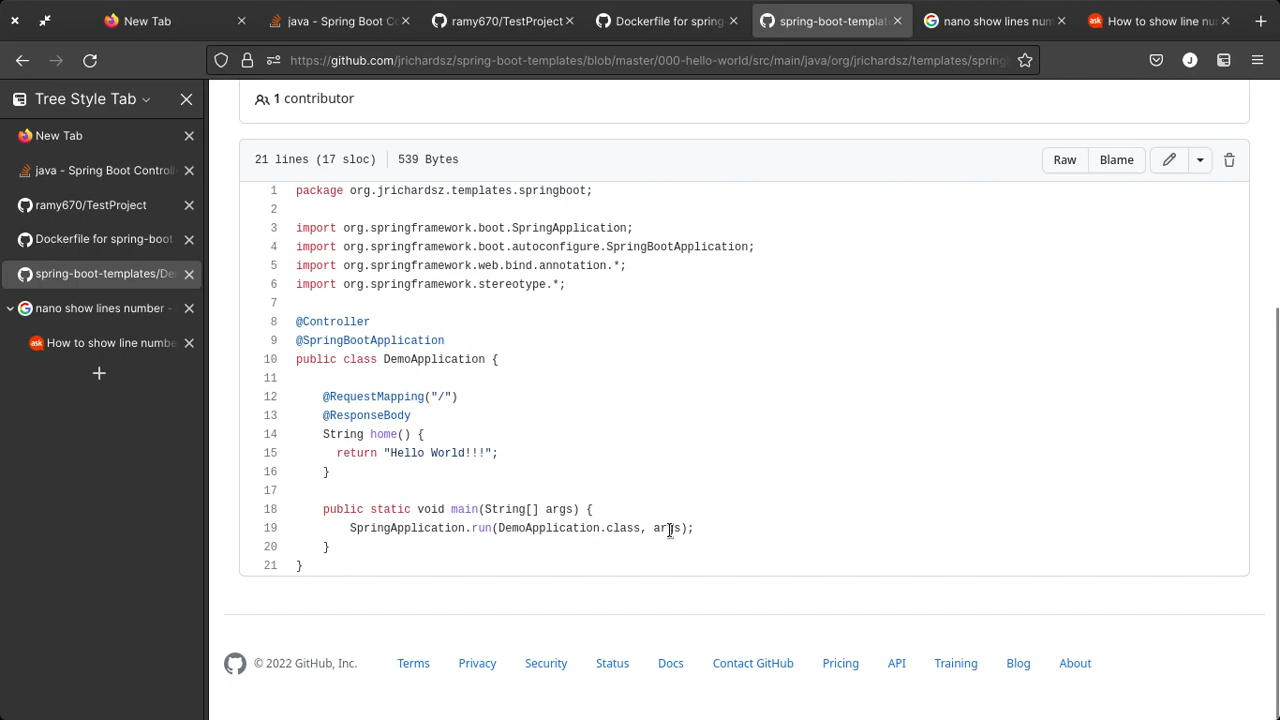 New Tab
java - Spring Boot C
ramy670/TestProject
Dockerfile for spring
spring-boot-templat
nano show lines num
How to show line nu
https://github.com/jrichardsz/spring-boot-templates/blob/master/000-hello-world/src/main/java/org/jrichardsz/templates/spring
Tree Style Tab
New Tab
java - Spring Boot Control
ramy670/TestProject
Dockerfile for spring-boot
spring-boot-templates/De
nano show lines number -
How to show line numbe
1 contributor
21 lines (17 sloc) 539 Bytes
Raw Blame
1 package org.jrichardsz.templates.springboot;
2
3 import org.springframework.boot.SpringApplication;
4 import org.springframework.boot.autoconfigure.SpringBootApplication;
5 import org.springframework.web.bind.annotation.*;
6 import org.springframework.stereotype.*;
7
8 @Controller
9 @SpringBootApplication
10 public class DemoApplication {
11
12 @RequestMapping("/")
13 @ResponseBody
14 String home() {
15 return "Hello World!!!";
16 }
17
18 public static void main(String[] args) {
19 SpringApplication.run(DemoApplication.class, args);
20 }
21 }
© 2022 GitHub, Inc. Terms Privacy Security Status Docs Contact GitHub Pricing API Training Blog About